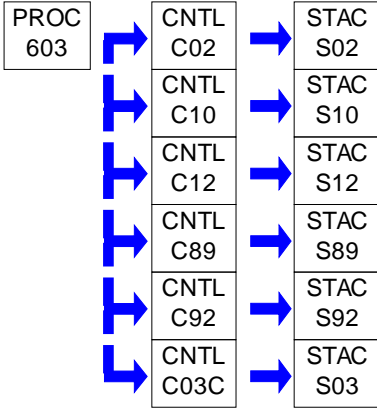 PROC
603
CNTL
C02
STAC
S02
CNTL
C10
STAC
S10
CNTL
C12
STAC
S12
CNTL
C89
STAC
S89
CNTL
C92
STAC
S92
CNTL
C03C
STAC
S03